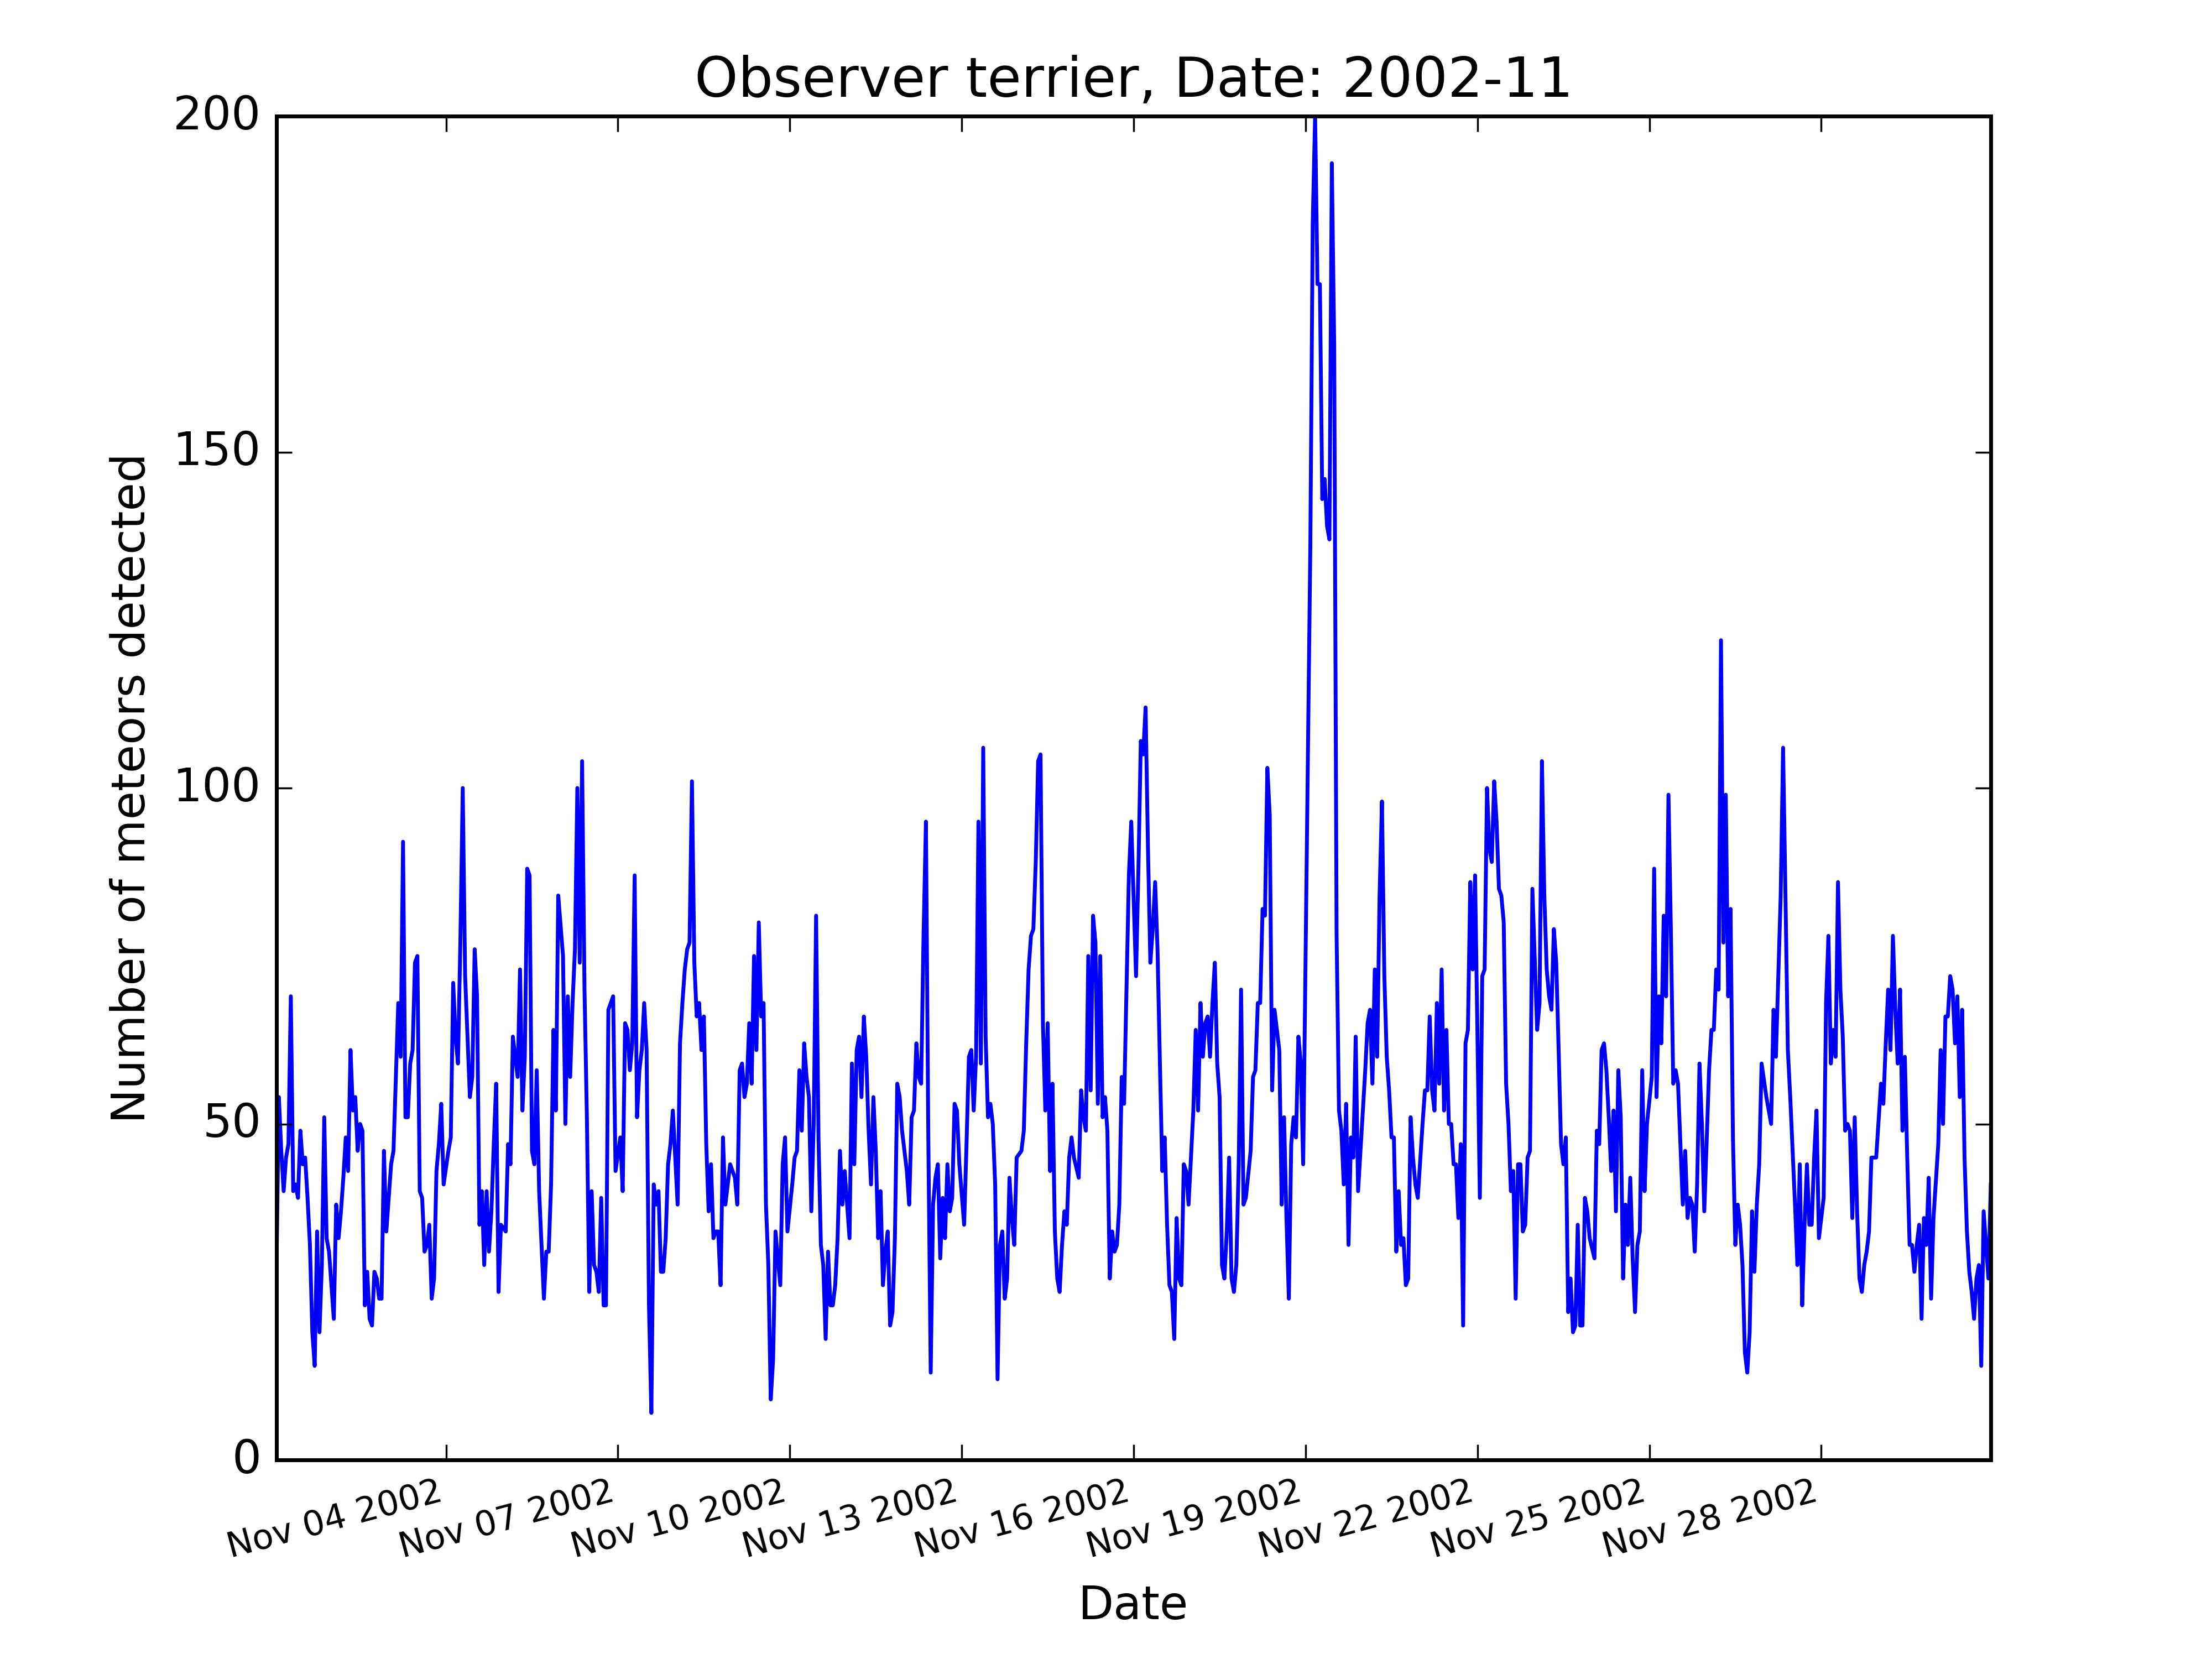 Observer terrier, Date: 2002-11
200
150
100
50
0
Number of meteors detected
Nov 04 2002
Nov 07 2002
Nov 10 2002
Nov 13 2002
Nov 16 2002
Nov 19 2002
Nov 22 2002
Nov 25 2002
Nov 28 2002
Date